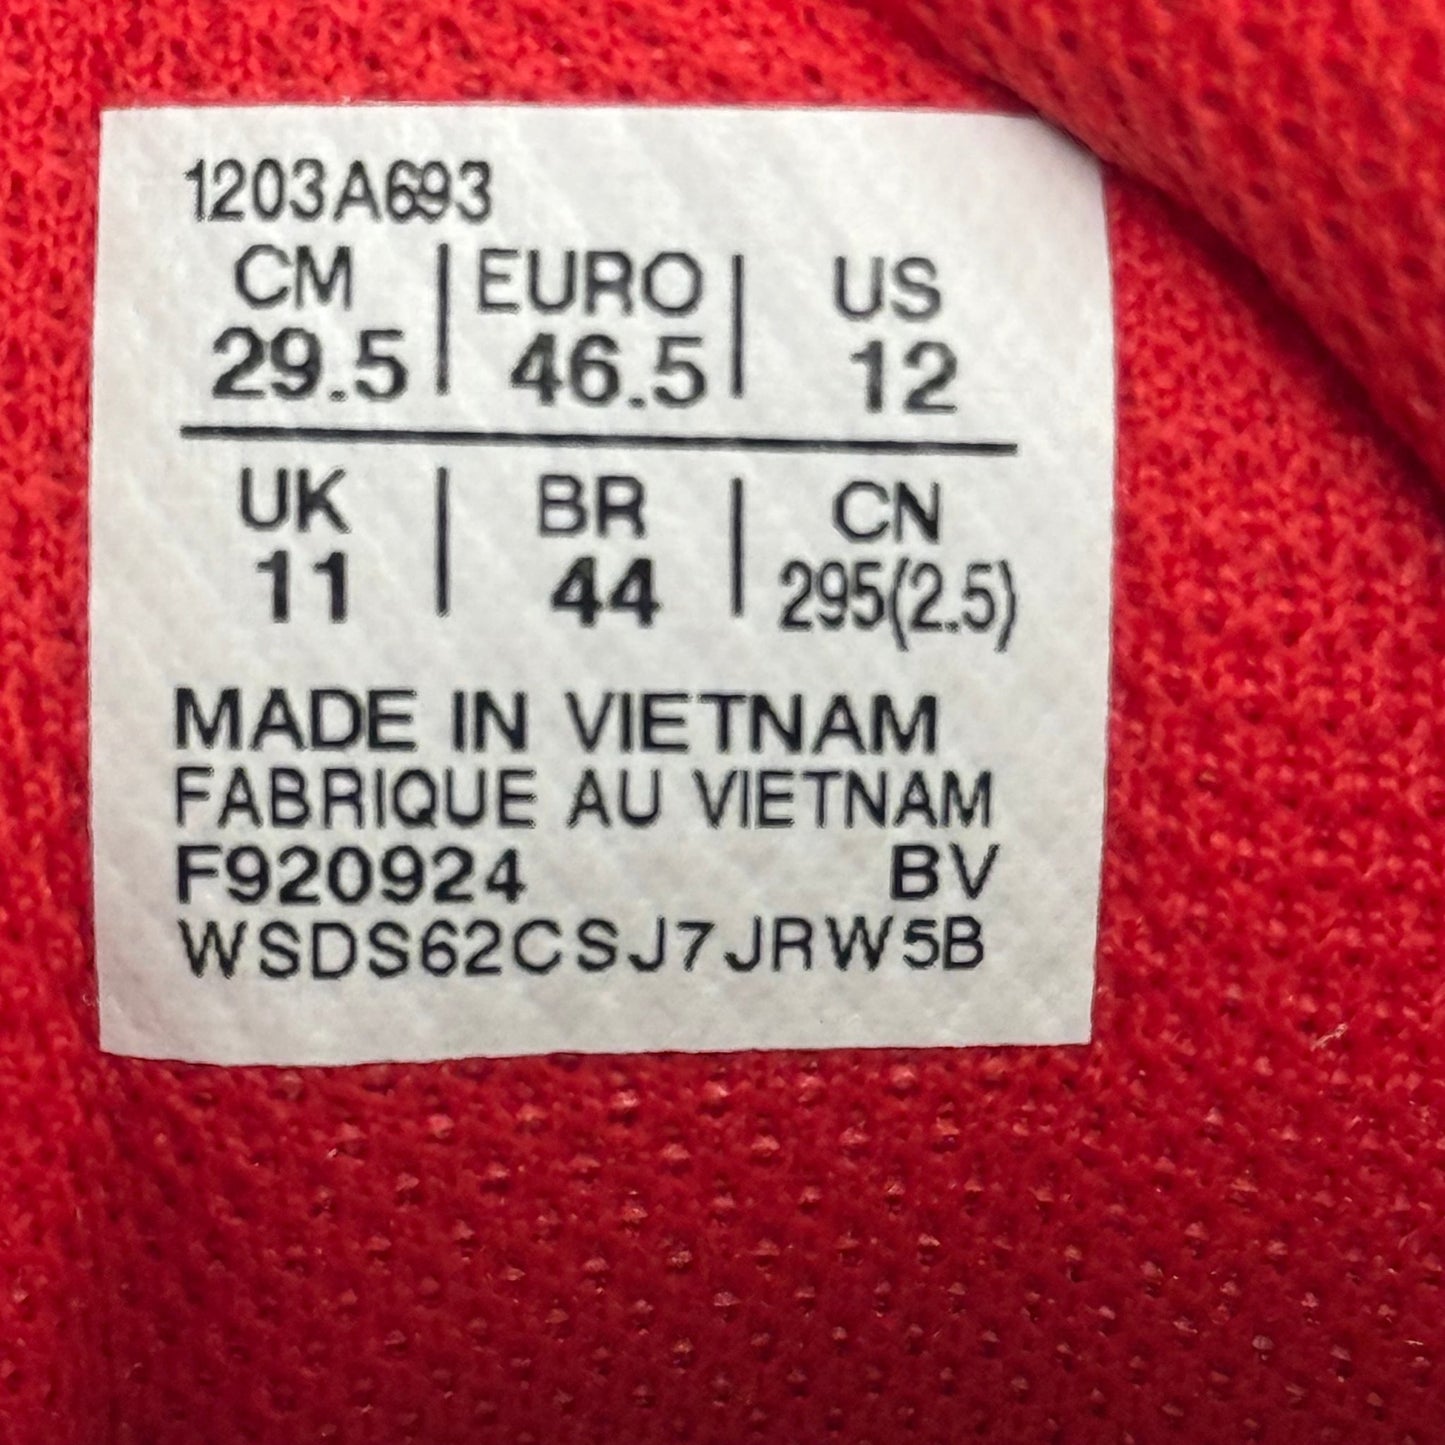 1203A693
CM | EURO | US
29.5 | 46.5 | 12
UK | BR | CN
11 | 44 | 295(2.5)
MADE IN VIETNAM
FABRIQUE AU VIETNAM
F920924 BV
WSDS62CSJ7JRW5B